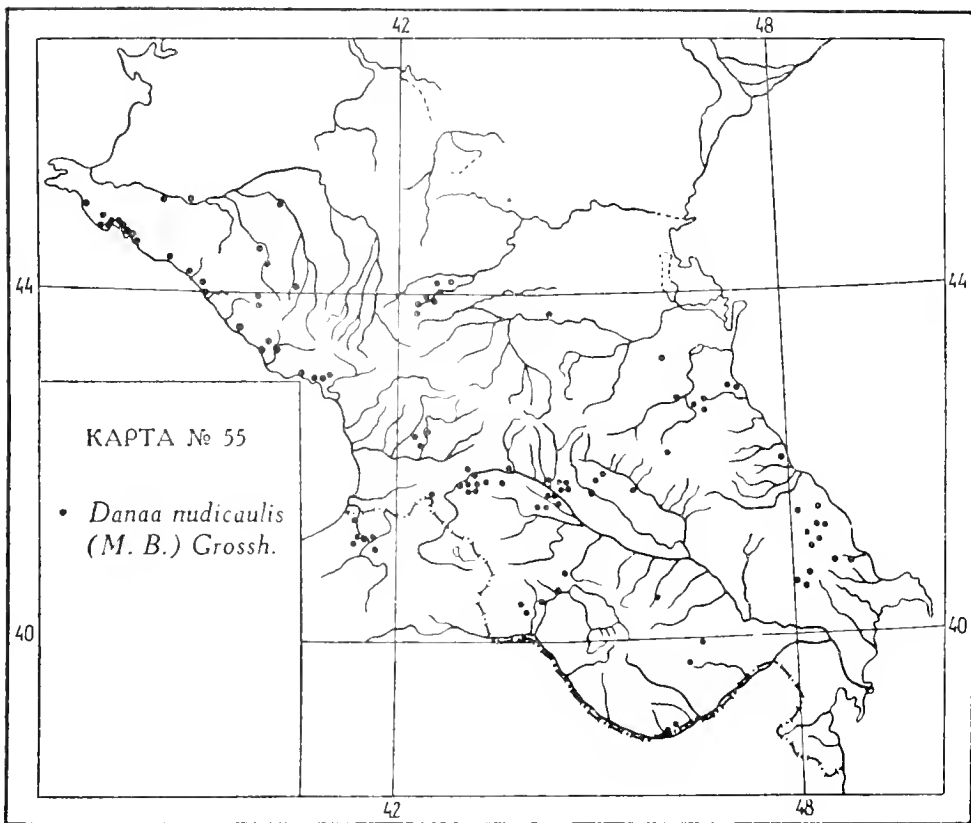 42 48
44 44
КАРТА № 55
• Danaa nudicaulis
(M. B.) Grossh.
40 40
42 48